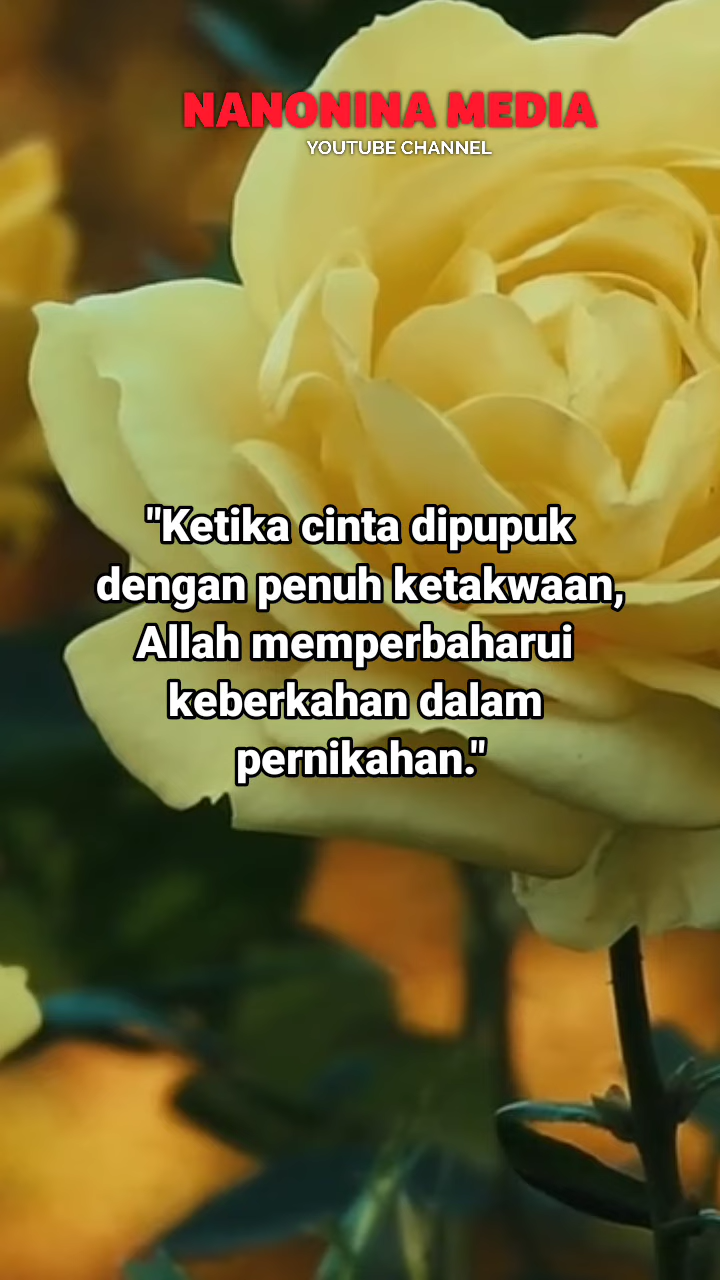 NANONINA MEDIA
YOUTUBE CHANNEL
"Ketika cinta dipupuk
dengan penuh ketakwaan,
Allah memperbaharui
keberkahan dalam
pernikahan."